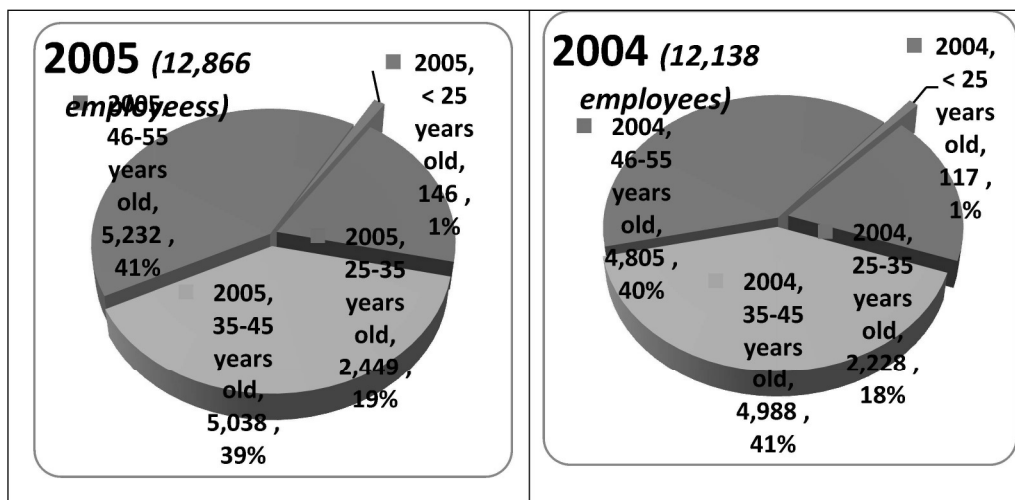 2005 (12,866
employeess)
2005,
< 25
years
old,
146 ,
1%
2005,
46-55
years
old,
5,232 ,
41%
2005,
25-35
years
old,
2,449 ,
19%
2005,
35-45
years
old,
5,038 ,
39%
2004 (12,138
employees)
2004,
< 25
years
old,
117 ,
1%
2004,
46-55
years
old,
4,805 ,
40%
2004,
25-35
years
old,
2,228 ,
18%
2004,
35-45
years
old,
4,988 ,
41%